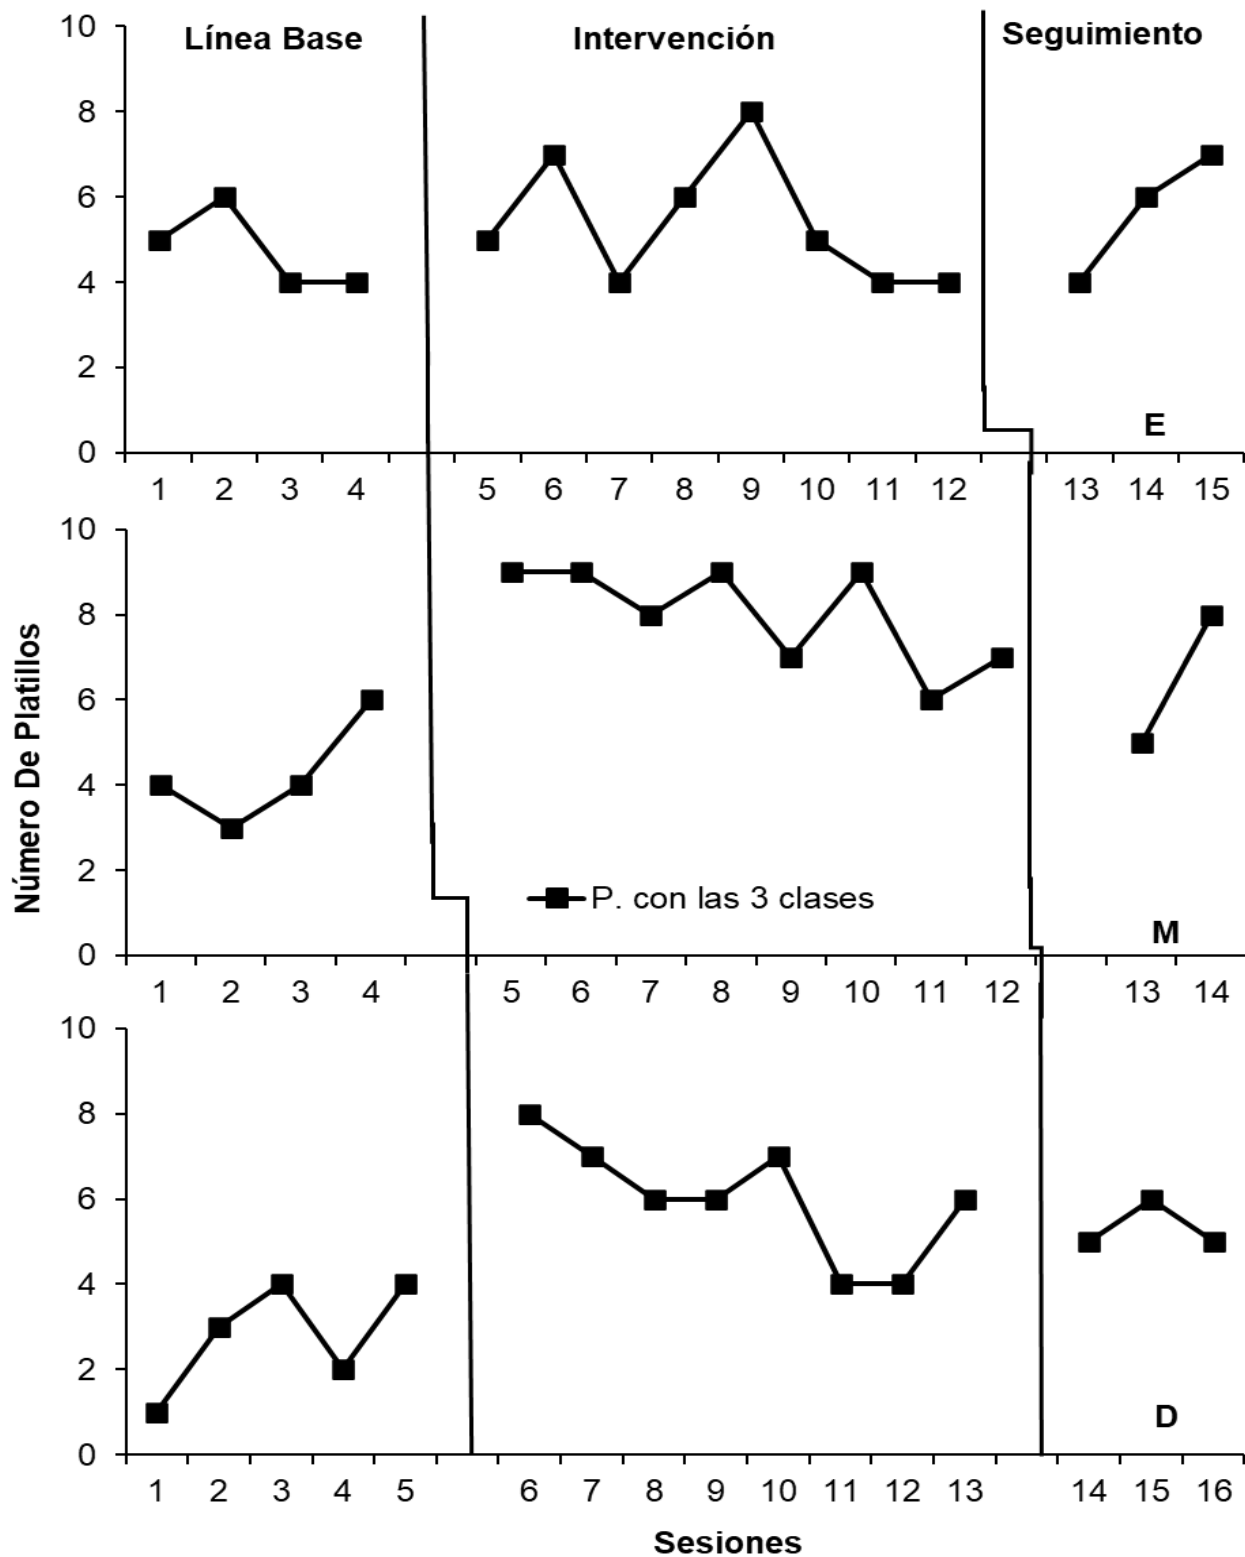 Línea Base Intervención Seguimiento
10
8
6
4
2
0
E
1 2 3 4 5 6 7 8 9 10 11 12 13 14 15
Número De Platillos
10
8
6
4
2
0
P. con las 3 clases
M
1 2 3 4 5 6 7 8 9 10 11 12 13 14
10
8
6
4
2
0
D
1 2 3 4 5 6 7 8 9 10 11 12 13 14 15 16
Sesiones